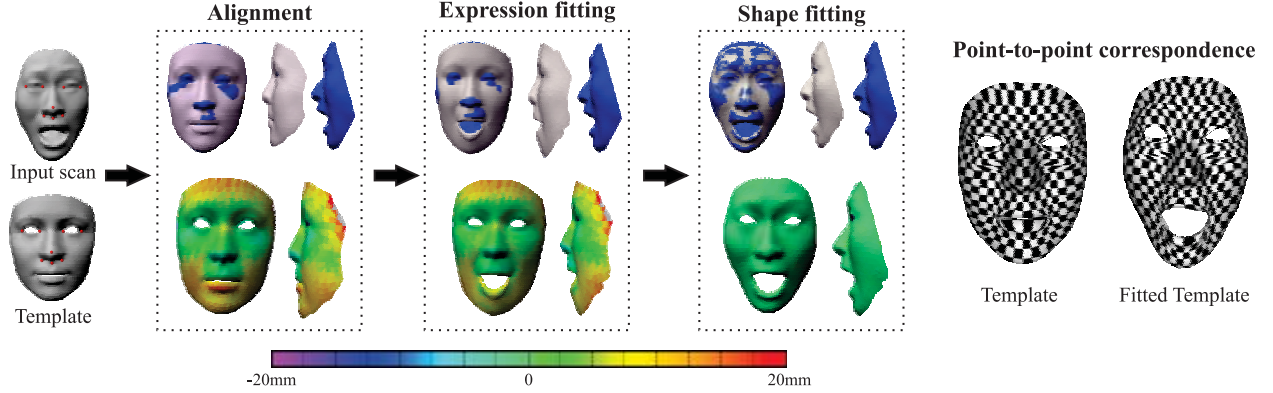 Alignment
Expression fitting
Shape fitting
Point-to-point correspondence
Input scan
Template
Template
Fitted Template
-20mm
0
20mm